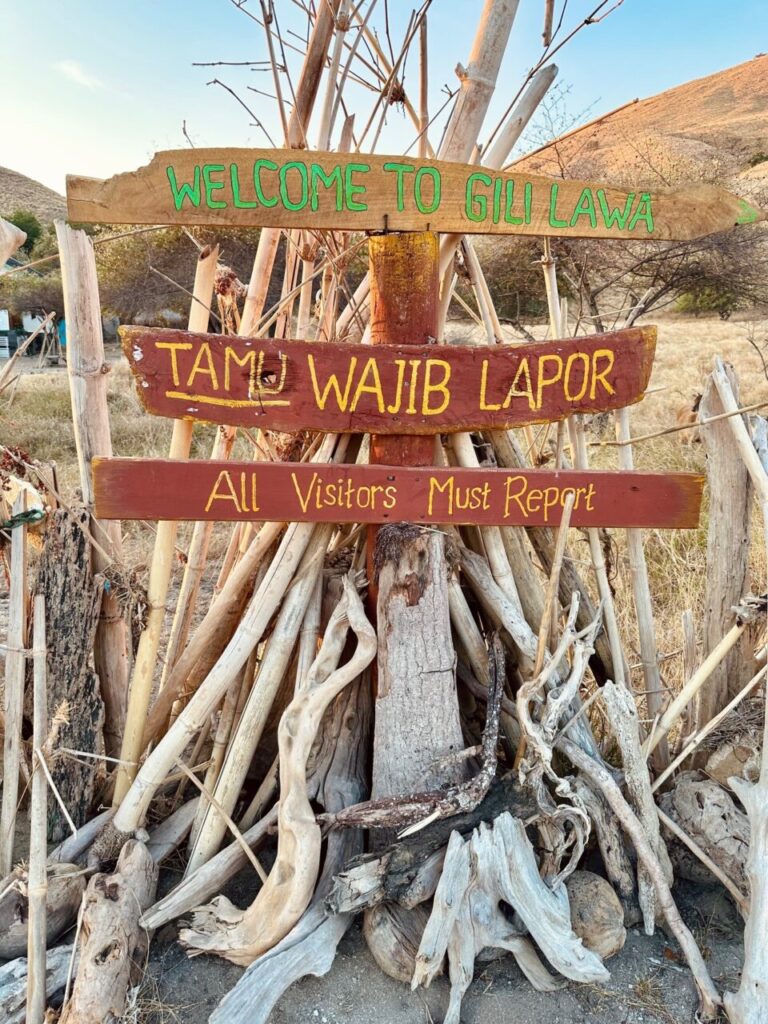 WELCOME TO GILI LAWA
TAMU WAJIB LAPOR
All Visitors Must Report